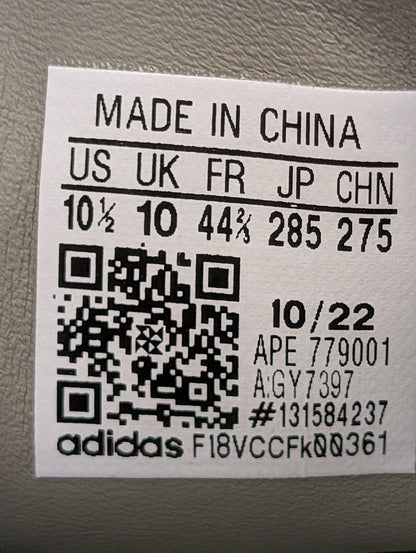 MADE IN CHINA
US UK FR JP CHN
10½ 10 44⅔ 285 275
10/22
APE 779001
A:GY7397
#131584237
adidas F18VCCFk00361